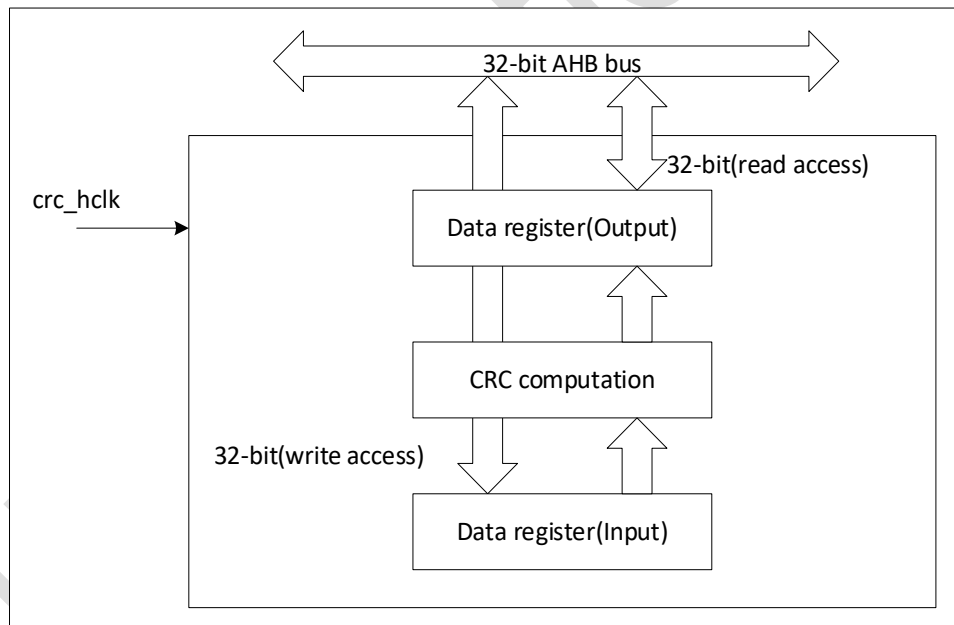 32-bit AHB bus
32-bit(read access)
crc_hclk
Data register(Output)
CRC computation
32-bit(write access)
Data register(Input)